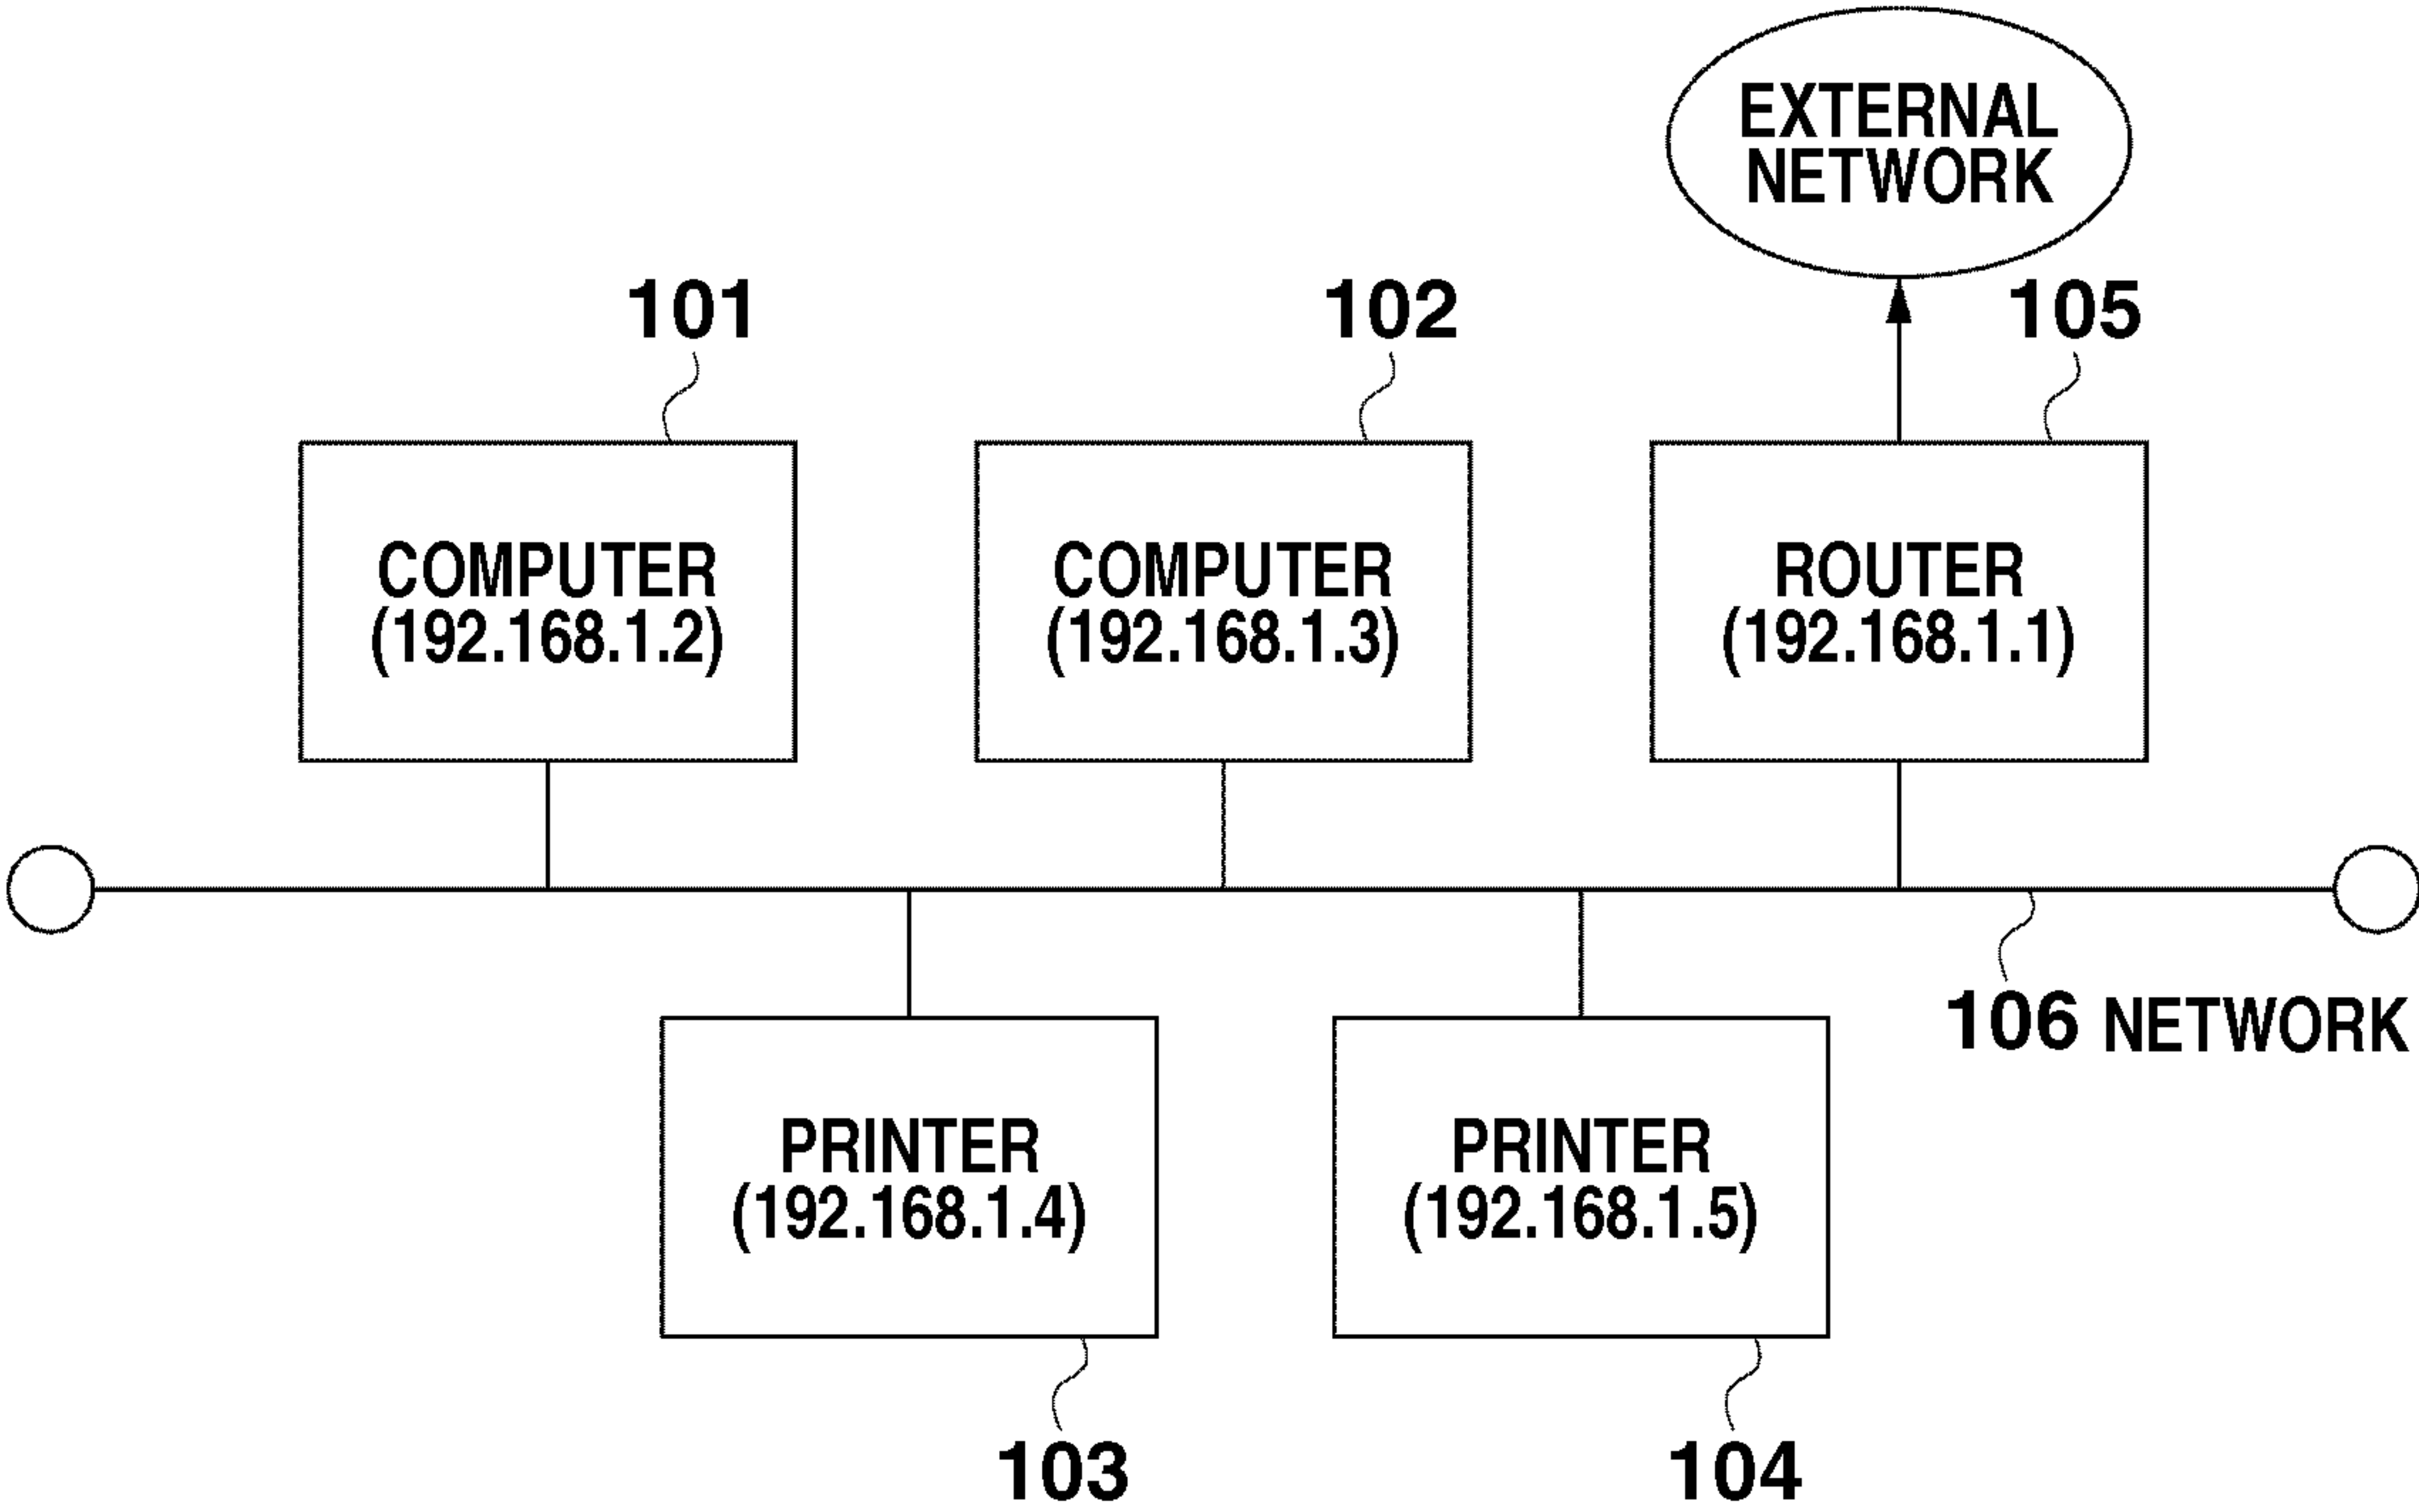 EXTERNAL
NETWORK
101
102
105
COMPUTER
(192.168.1.2)
COMPUTER
(192.168.1.3)
ROUTER
(192.168.1.1)
106 NETWORK
PRINTER
(192.168.1.4)
PRINTER
(192.168.1.5)
103
104